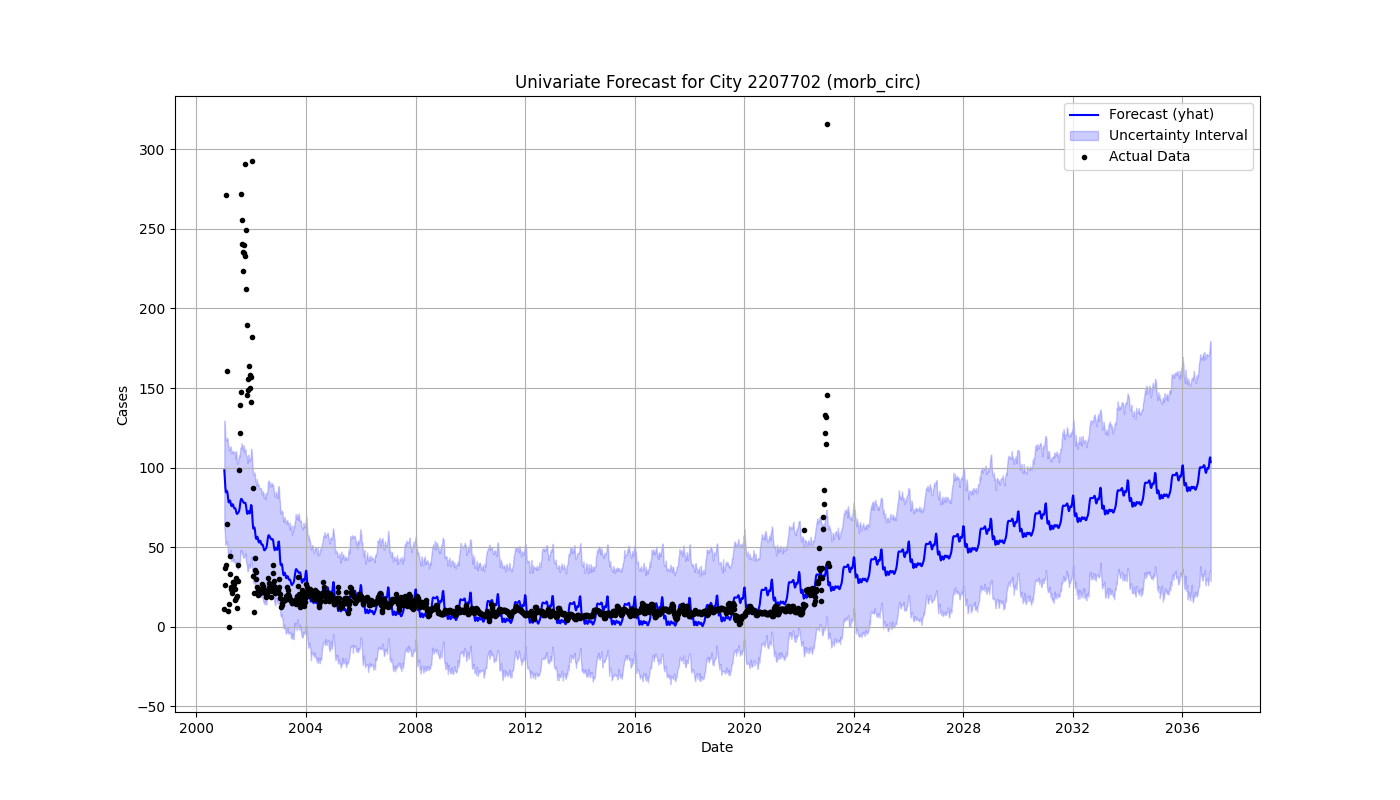 Univariate Forecast for City 2207702 (morb_circ)
Forecast (yhat)
Uncertainty Interval
Actual Data
Cases
300
250
200
150
100
50
0
−50
2000 2004 2008 2012 2016 2020 2024 2028 2032 2036
Date